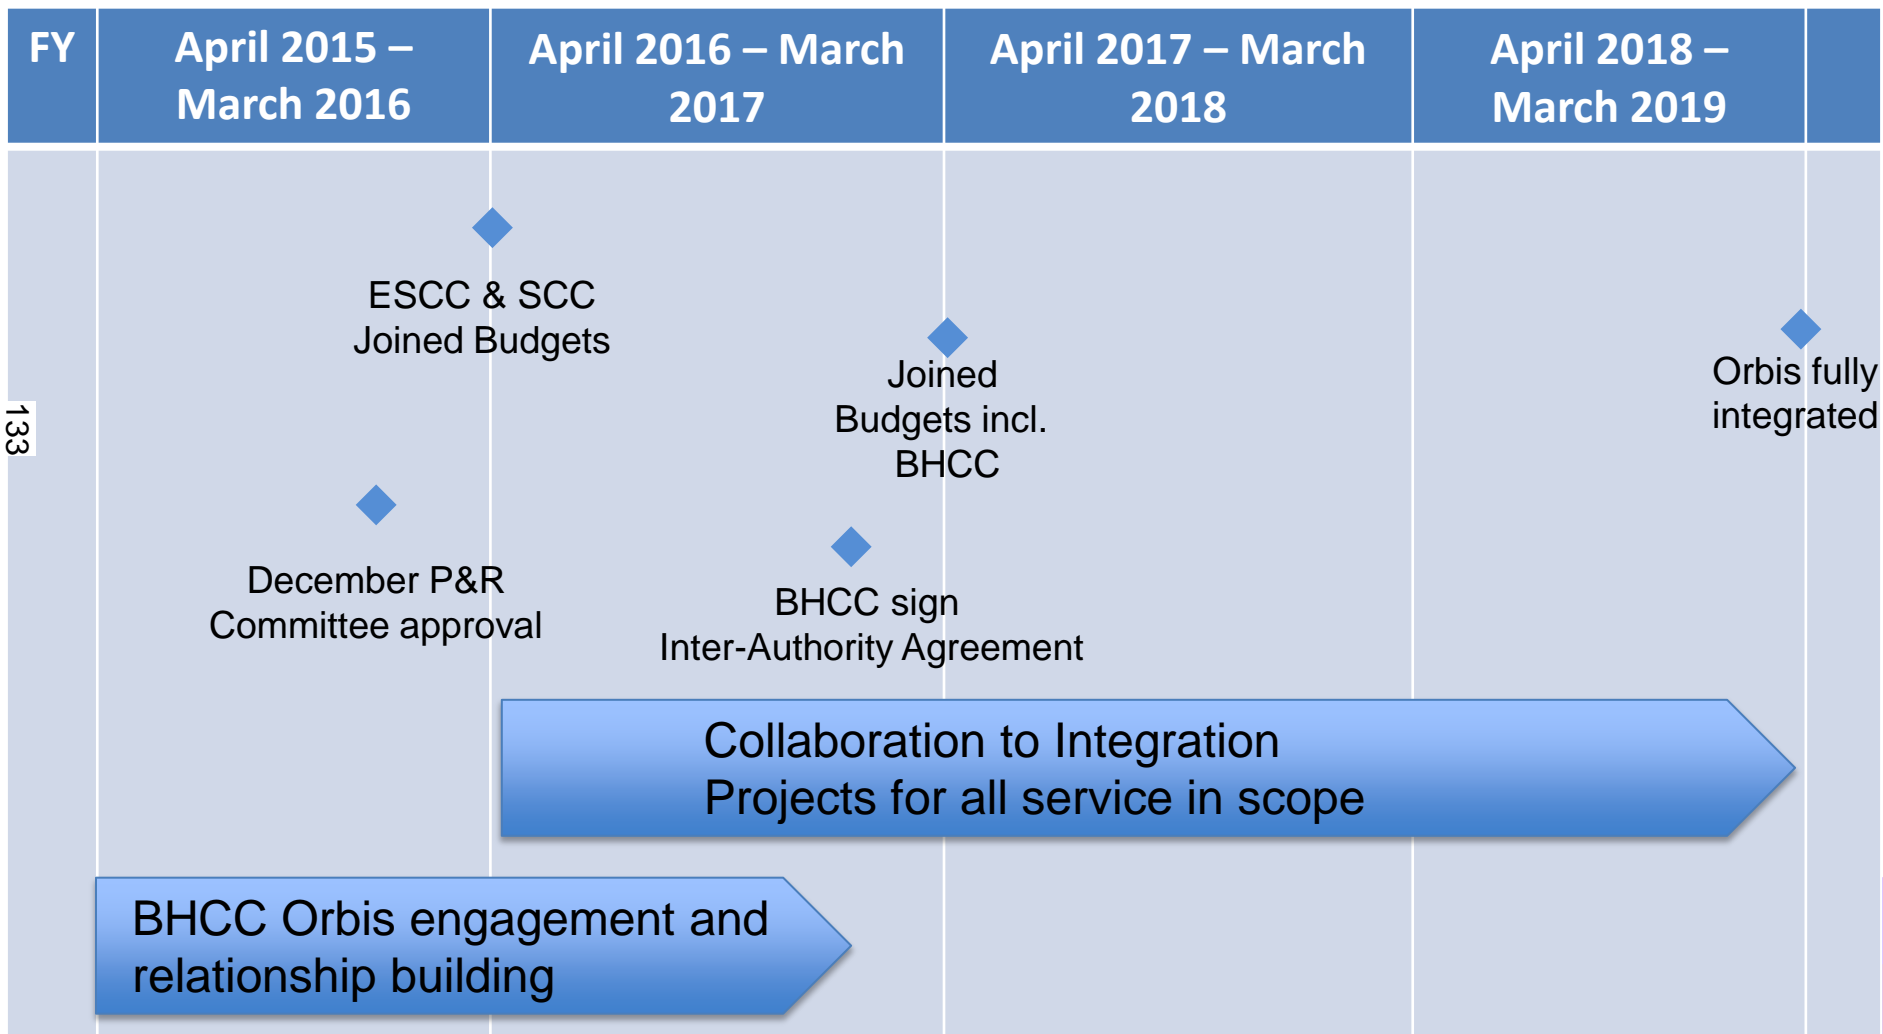 FY
April 2015 –
March 2016
April 2016 – March
2017
April 2017 – March
2018
April 2018 –
March 2019
ESCC & SCC
Joined Budgets
Joined
Budgets incl.
BHCC
Orbis fully
integrated
133
December P&R
Committee approval
BHCC sign
Inter-Authority Agreement
Collaboration to Integration
Projects for all service in scope
BHCC Orbis engagement and
relationship building